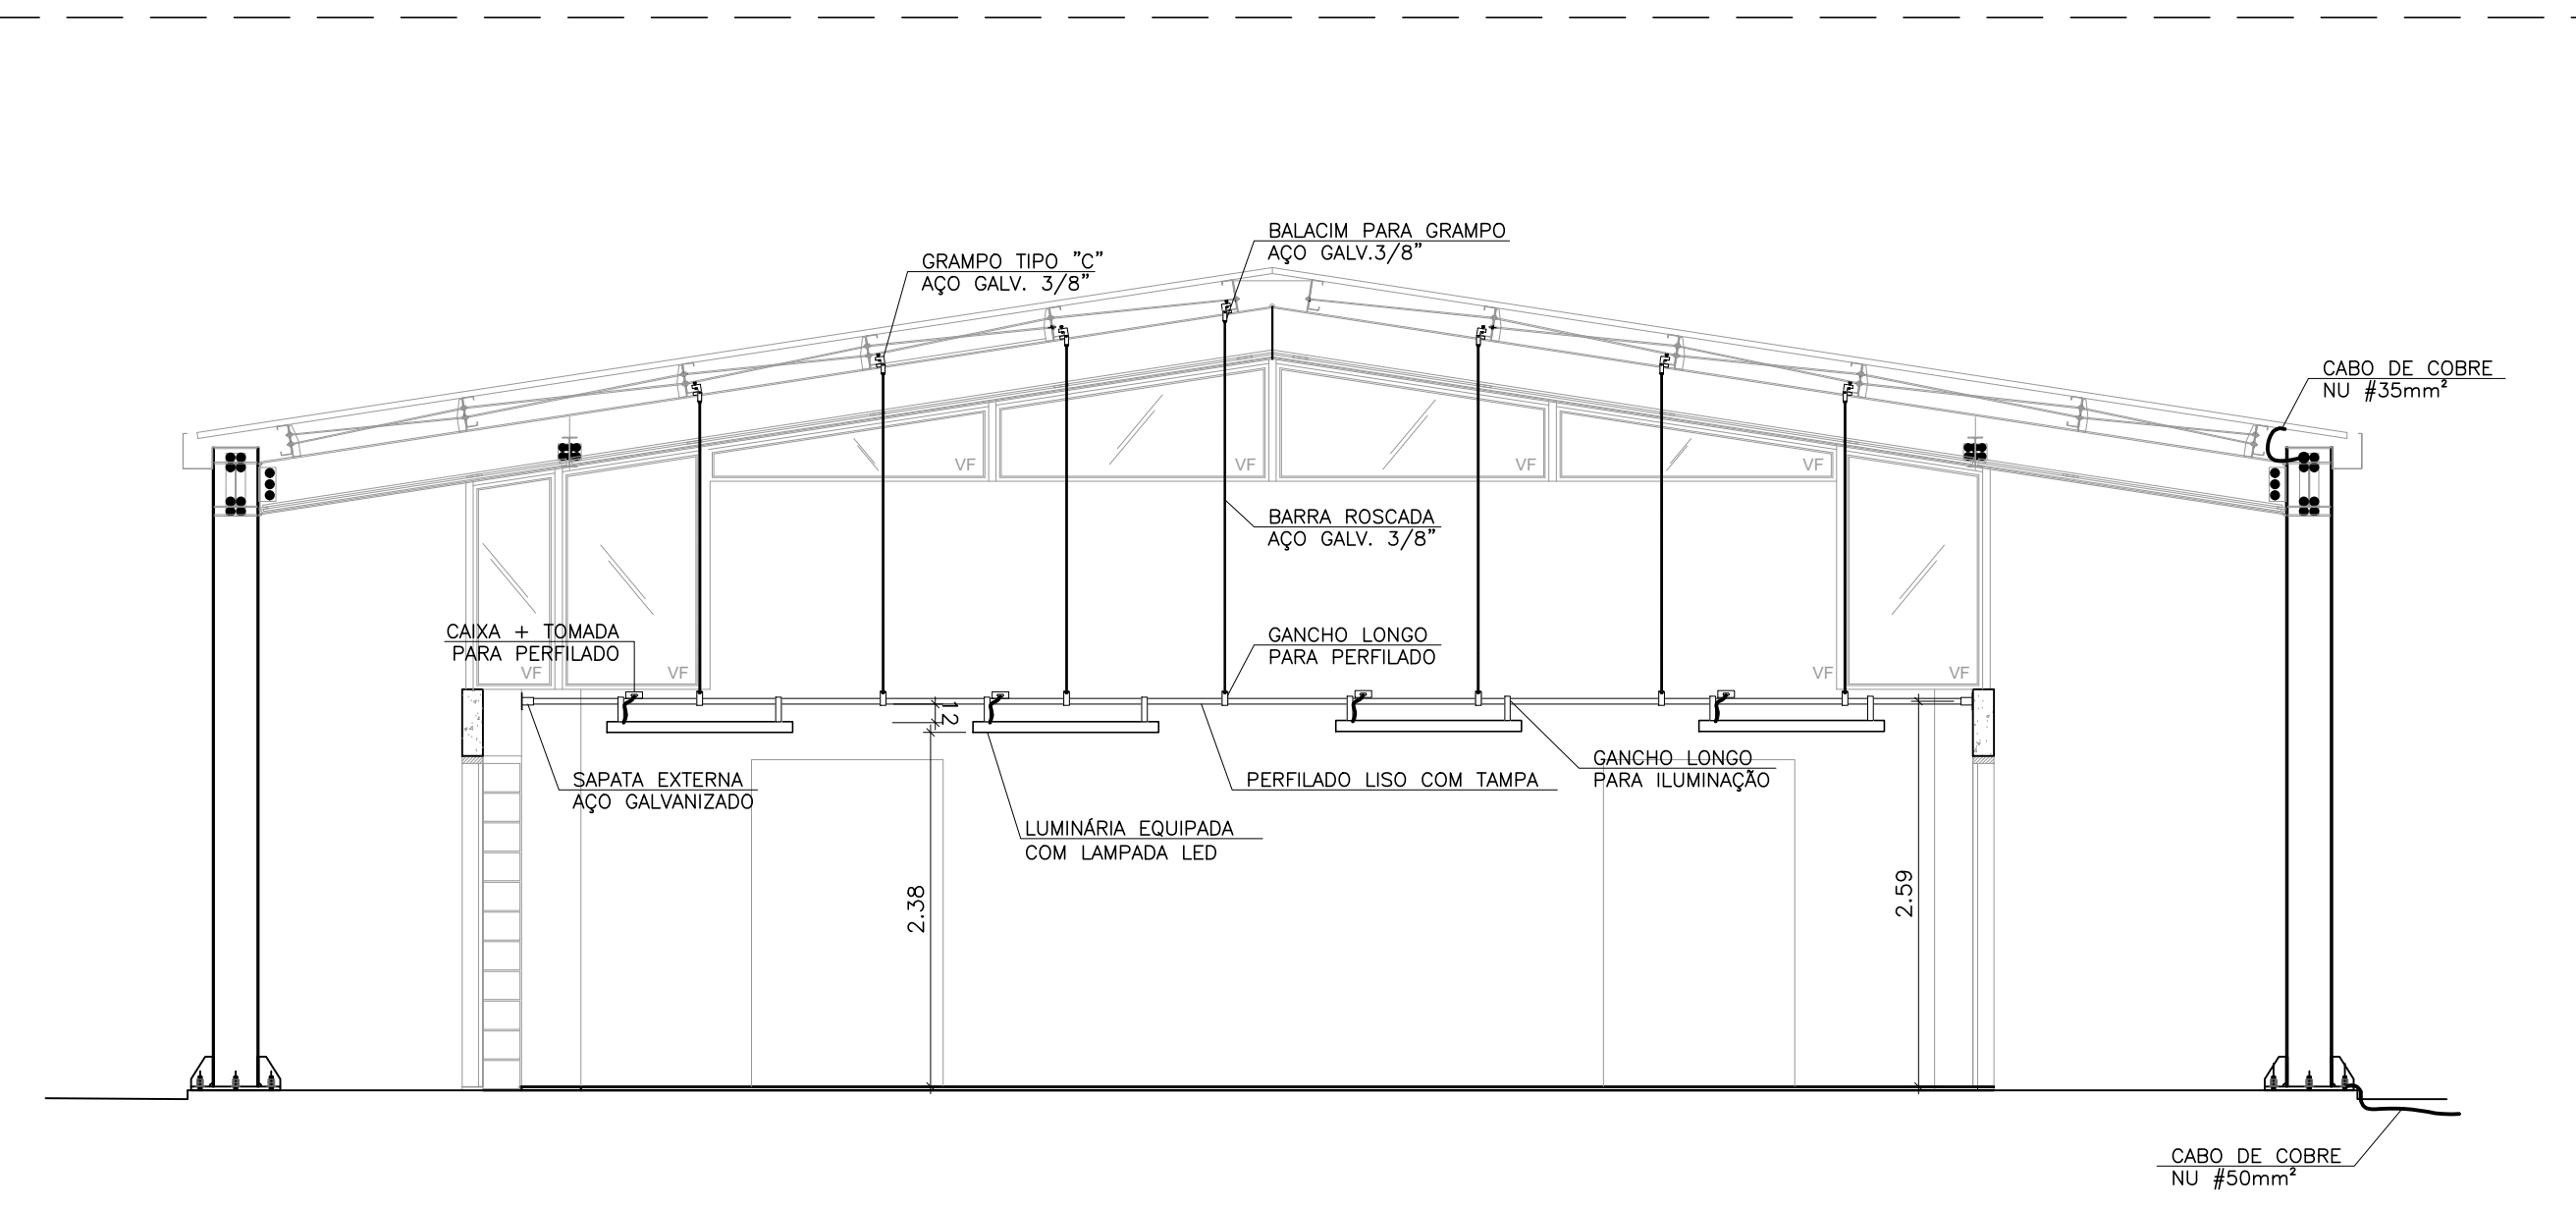 BALACIM PARA GRAMPO
AÇO GALV.3/8"
GRAMPO TIPO "C"
AÇO GALV. 3/8"
CABO DE COBRE
NU #35mm²
VF
VF
VF
VF
BARRA ROSCADA
AÇO GALV. 3/8"
CAIXA + TOMADA
PARA PERFILADO
GANCHO LONGO
PARA PERFILADO
VF
VF
VF
VF
12
SAPATA EXTERNA
AÇO GALVANIZADO
PERFILADO LISO COM TAMPA
GANCHO LONGO
PARA ILUMINAÇÃO
LUMINÁRIA EQUIPADA
COM LAMPADA LED
2.38
2.59
CABO DE COBRE
NU #50mm²